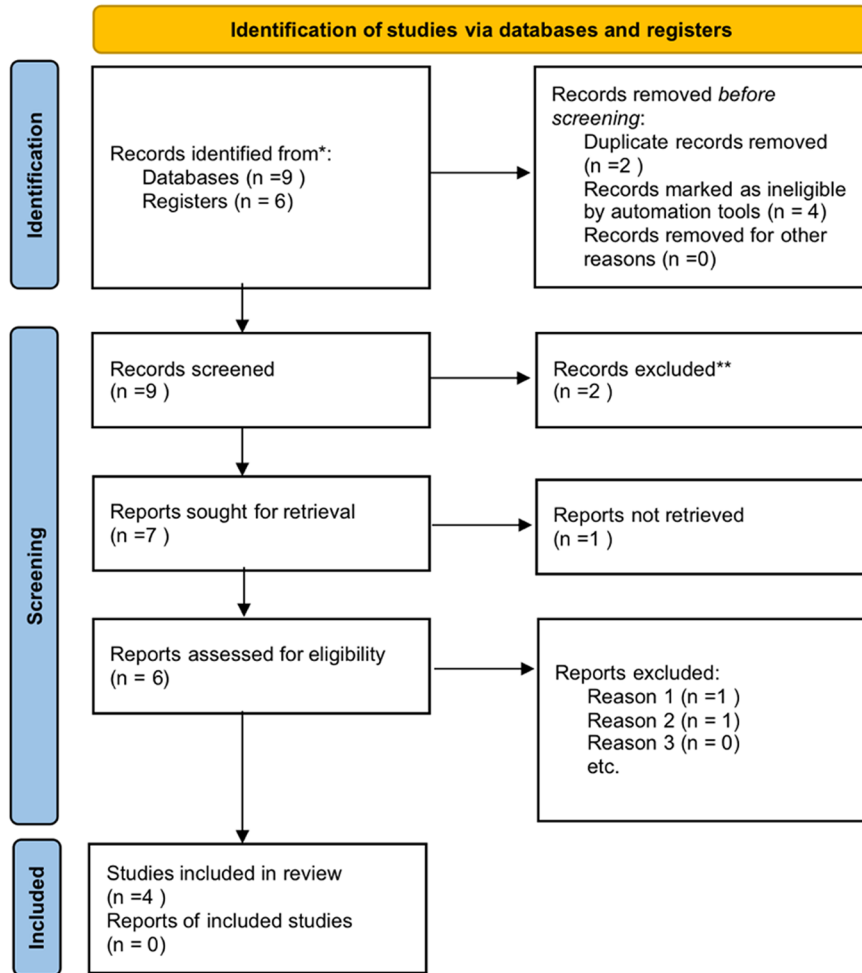 Identification of studies via databases and registers
Identification
Records identified from*:
Databases (n =9 )
Registers (n = 6)
Records removed before
screening:
Duplicate records removed
(n =2 )
Records marked as ineligible
by automation tools (n = 4)
Records removed for other
reasons (n =0)
Screening
Records screened
(n =9 )
Records excluded**
(n =2 )
Reports sought for retrieval
(n =7 )
Reports not retrieved
(n =1 )
Reports assessed for eligibility
(n = 6)
Reports excluded:
Reason 1 (n =1 )
Reason 2 (n = 1)
Reason 3 (n = 0)
etc.
Included
Studies included in review
(n =4 )
Reports of included studies
(n = 0)